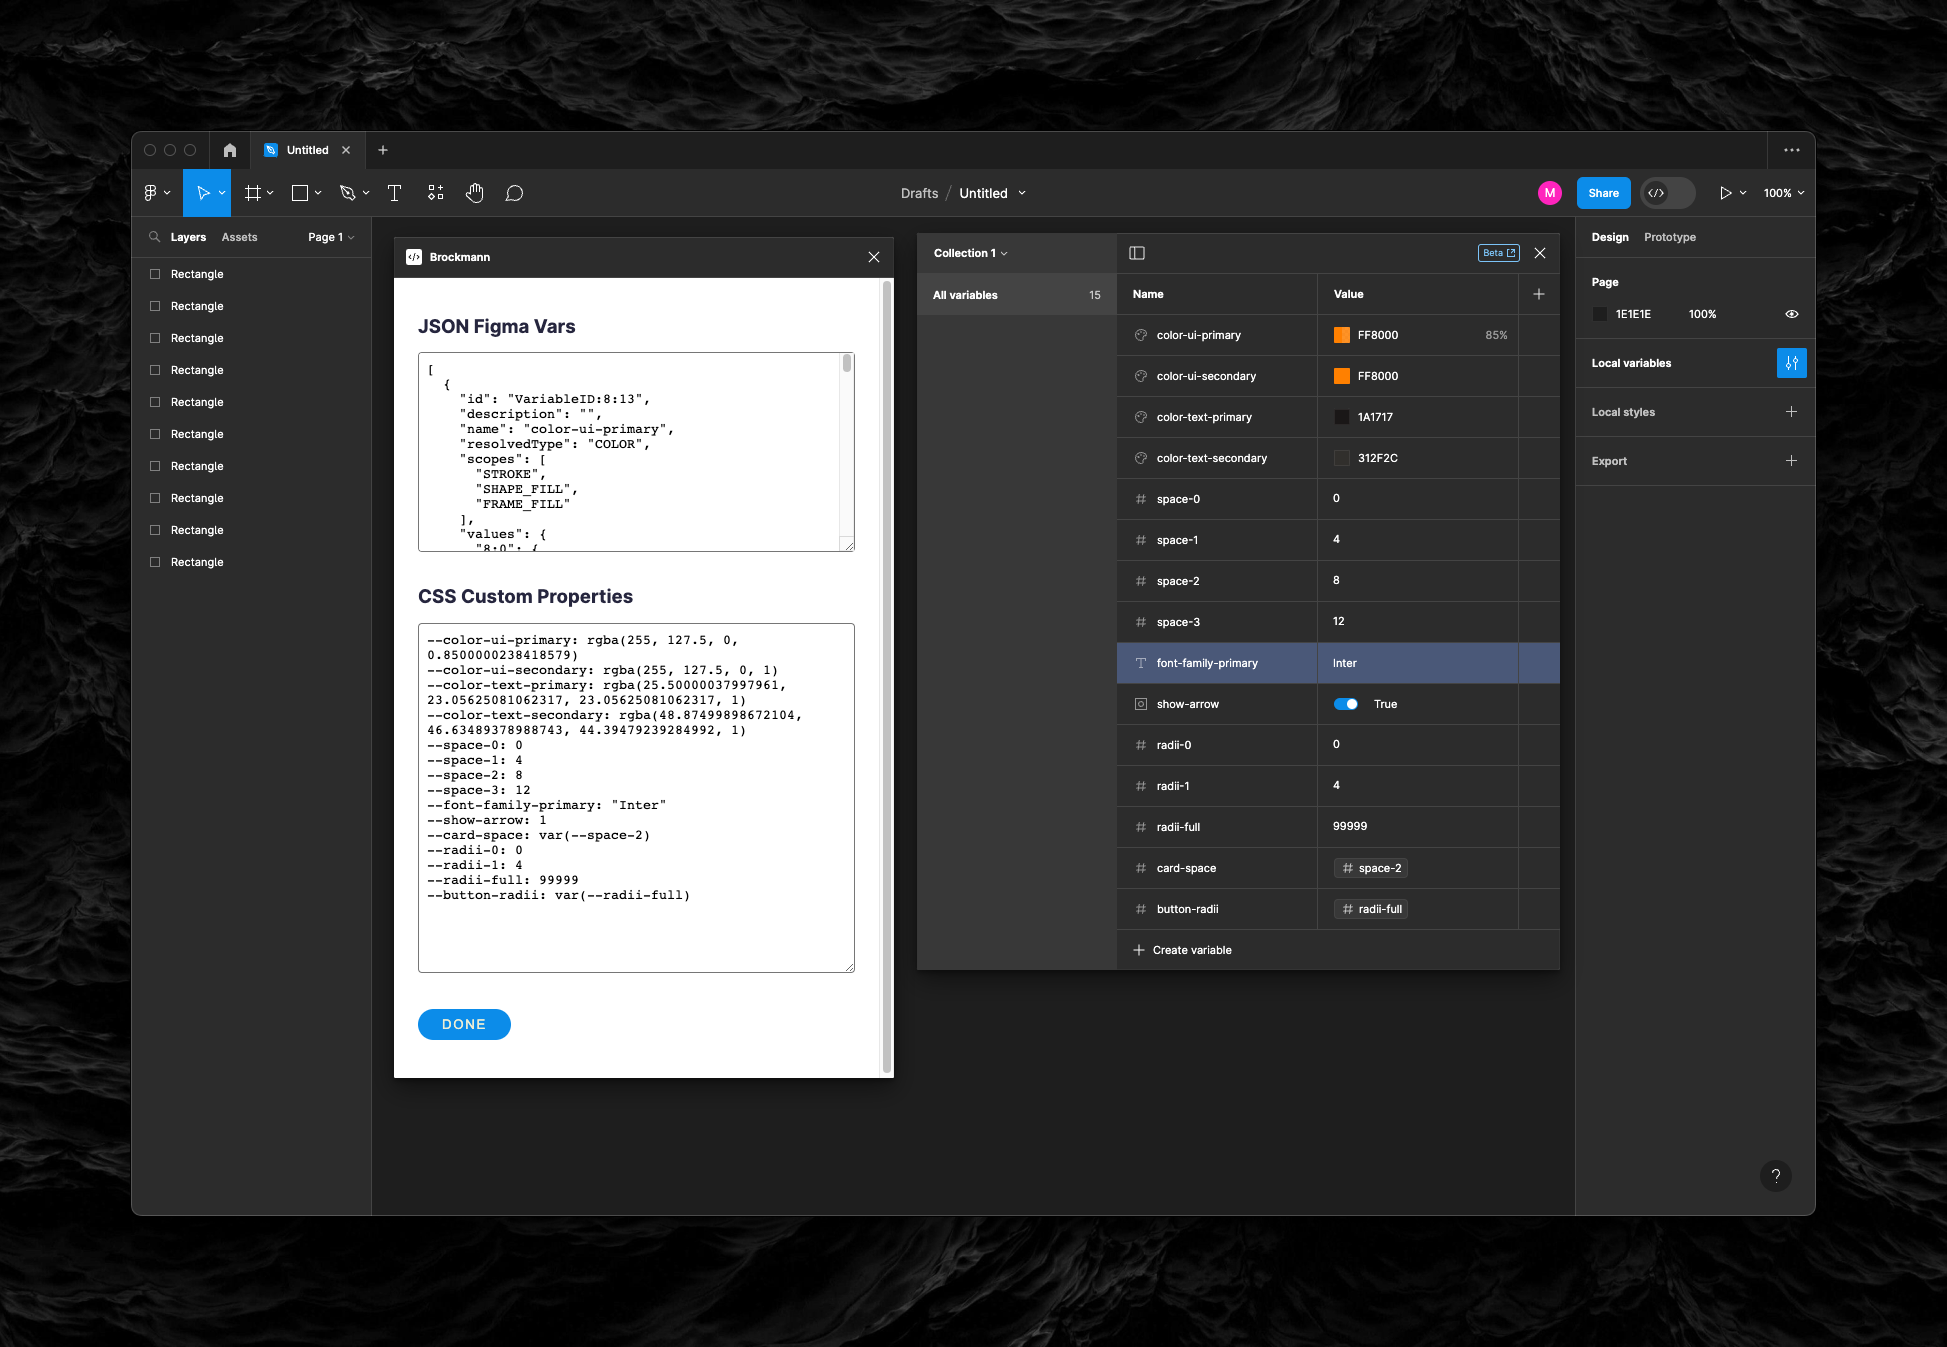 Untitled
Drafts / Untitled
M
Share
100%
Layers
Assets
Page 1
Rectangle
Rectangle
Rectangle
Rectangle
Rectangle
Rectangle
Rectangle
Rectangle
Rectangle
Rectangle
Brockmann
JSON Figma Vars
[
{
"id": "VariableID:8:13",
"description": "",
"name": "color-ui-primary",
"resolvedType": "COLOR",
"scopes": [
"STROKE",
"SHAPE_FILL",
"FRAME_FILL"
],
"values": {
"8:0": {
CSS Custom Properties
--color-ui-primary: rgba(255, 127.5, 0,
0.8500000238418579)
--color-ui-secondary: rgba(255, 127.5, 0, 1)
--color-text-primary: rgba(25.50000037997961,
23.05625081062317, 23.05625081062317, 1)
--color-text-secondary: rgba(48.87499898672104,
46.63489378988743, 44.39479239284992, 1)
--space-0: 0
--space-1: 4
--space-2: 8
--space-3: 12
--font-family-primary: "Inter"
--show-arrow: 1
--card-space: var(--space-2)
--radii-0: 0
--radii-1: 4
--radii-full: 99999
--button-radii: var(--radii-full)
DONE
Collection 1
All variables 15
Beta
Name Value
color-ui-primary FF8000 85%
color-ui-secondary FF8000
color-text-primary 1A1717
color-text-secondary 312F2C
space-0 0
space-1 4
space-2 8
space-3 12
font-family-primary Inter
show-arrow True
radii-0 0
radii-1 4
radii-full 99999
card-space space-2
button-radii radii-full
Create variable
Design Prototype
Page
1E1E1E 100%
Local variables
Local styles
Export
?